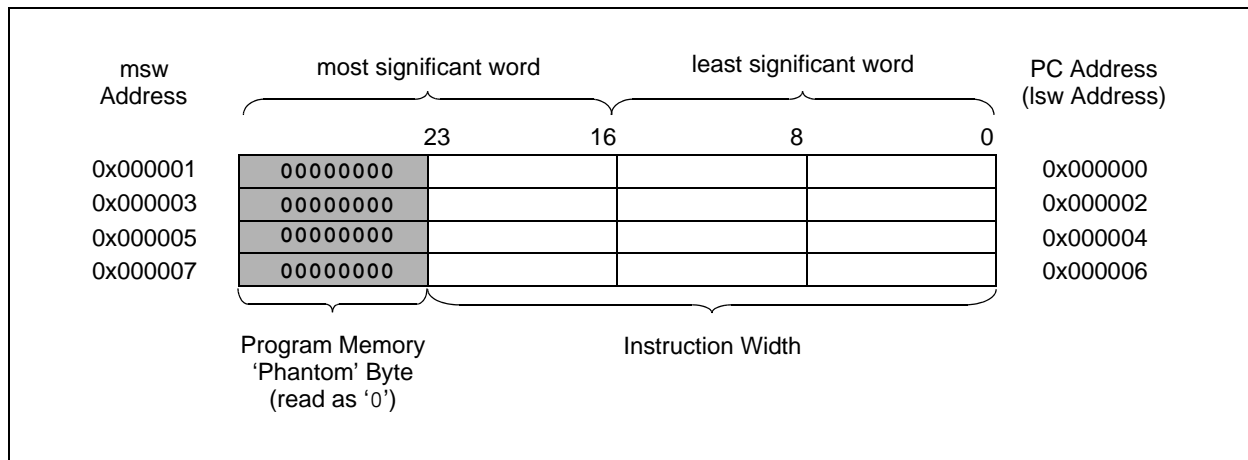 msw
Address
most significant word
least significant word
PC Address
(lsw Address)
23 16 8 0
0x000001 00000000 0x000000
0x000003 00000000 0x000002
0x000005 00000000 0x000004
0x000007 00000000 0x000006
Program Memory
‘Phantom’ Byte
(read as ‘0’)
Instruction Width